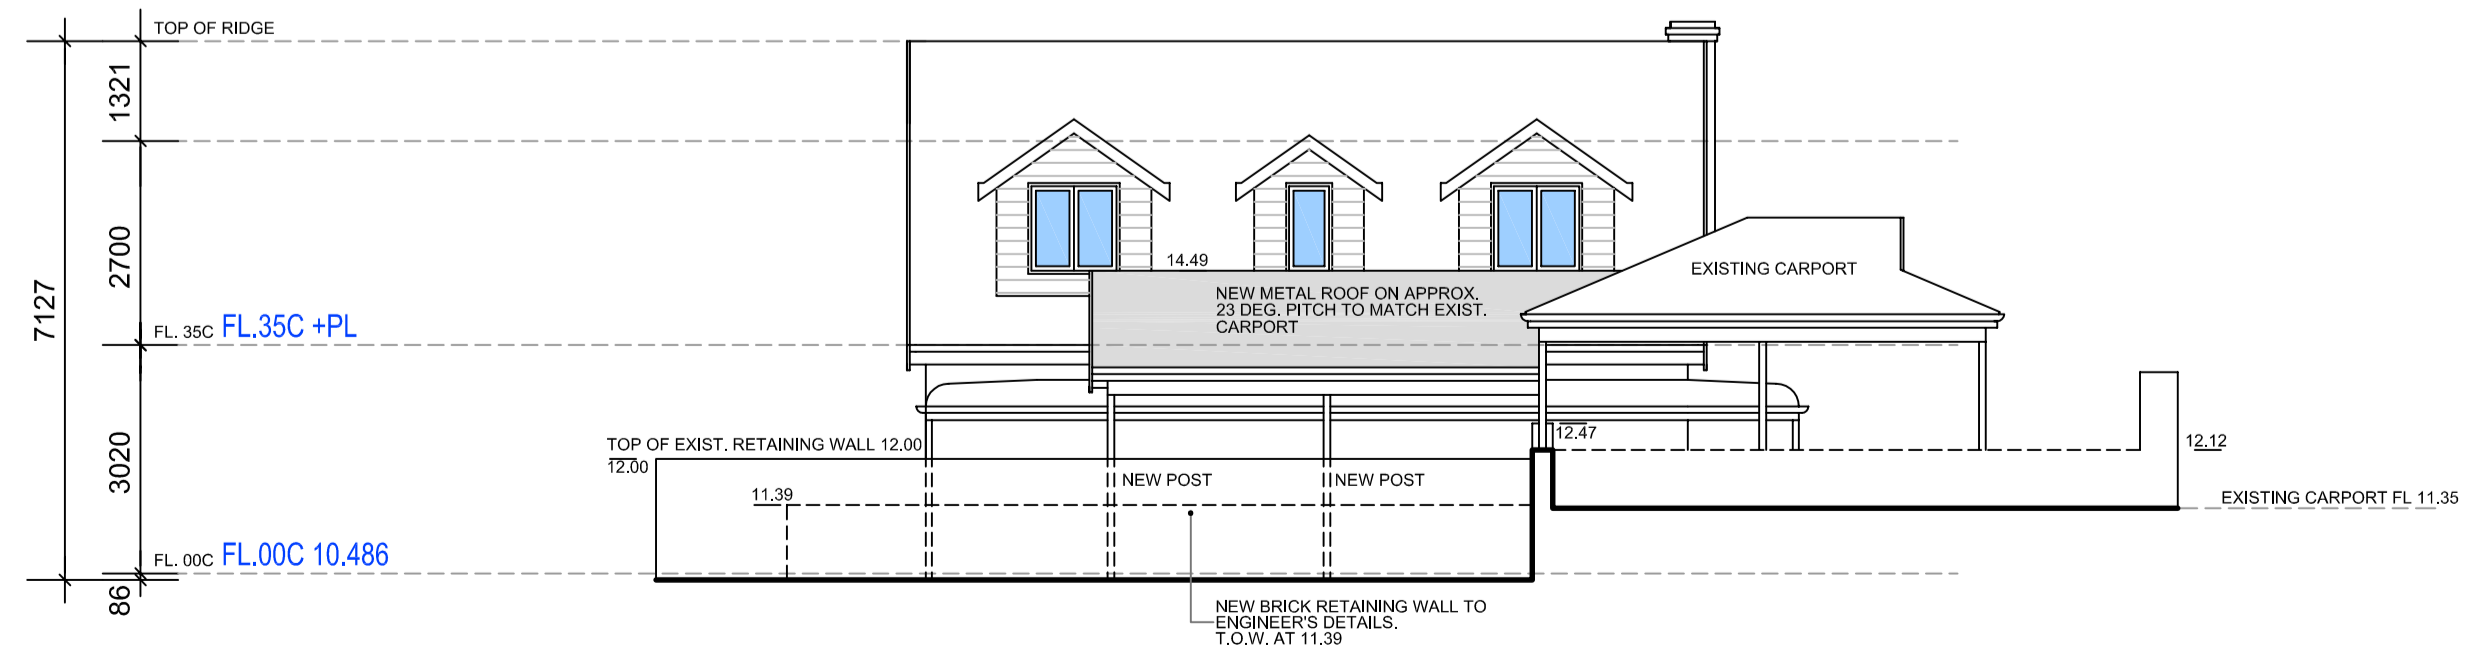 TOP OF RIDGE
1321
2700
7127
FL. 35C FL.35C +PL
3020
FL. 00C FL.00C 10.486
86
14.49
NEW METAL ROOF ON APPROX.
23 DEG. PITCH TO MATCH EXIST.
CARPORT
EXISTING CARPORT
TOP OF EXIST. RETAINING WALL 12.00
12.00
12.47
12.12
11.39
NEW POST
NEW POST
EXISTING CARPORT FL 11.35
NEW BRICK RETAINING WALL TO
ENGINEER'S DETAILS.
T.O.W. AT 11.39